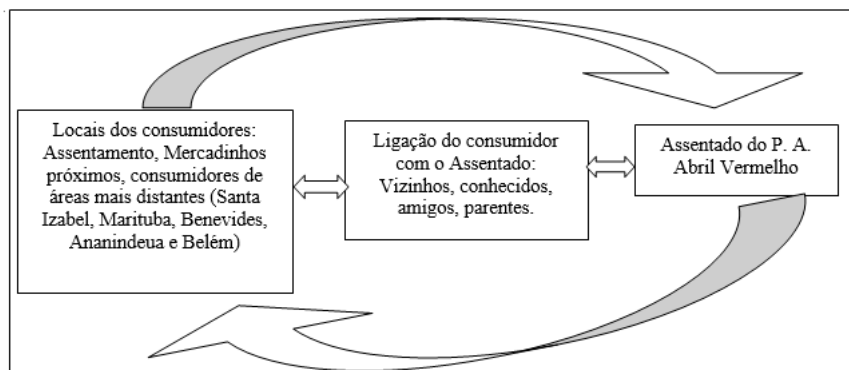 Locais dos consumidores:
Assentamento, Mercadinhos
próximos, consumidores de
áreas mais distantes (Santa
Izabel, Marituba, Benevides,
Ananindeua e Belém)
Ligação do consumidor
com o Assentado:
Vizinhos, conhecidos,
amigos, parentes.
Assentado do P. A.
Abril Vermelho